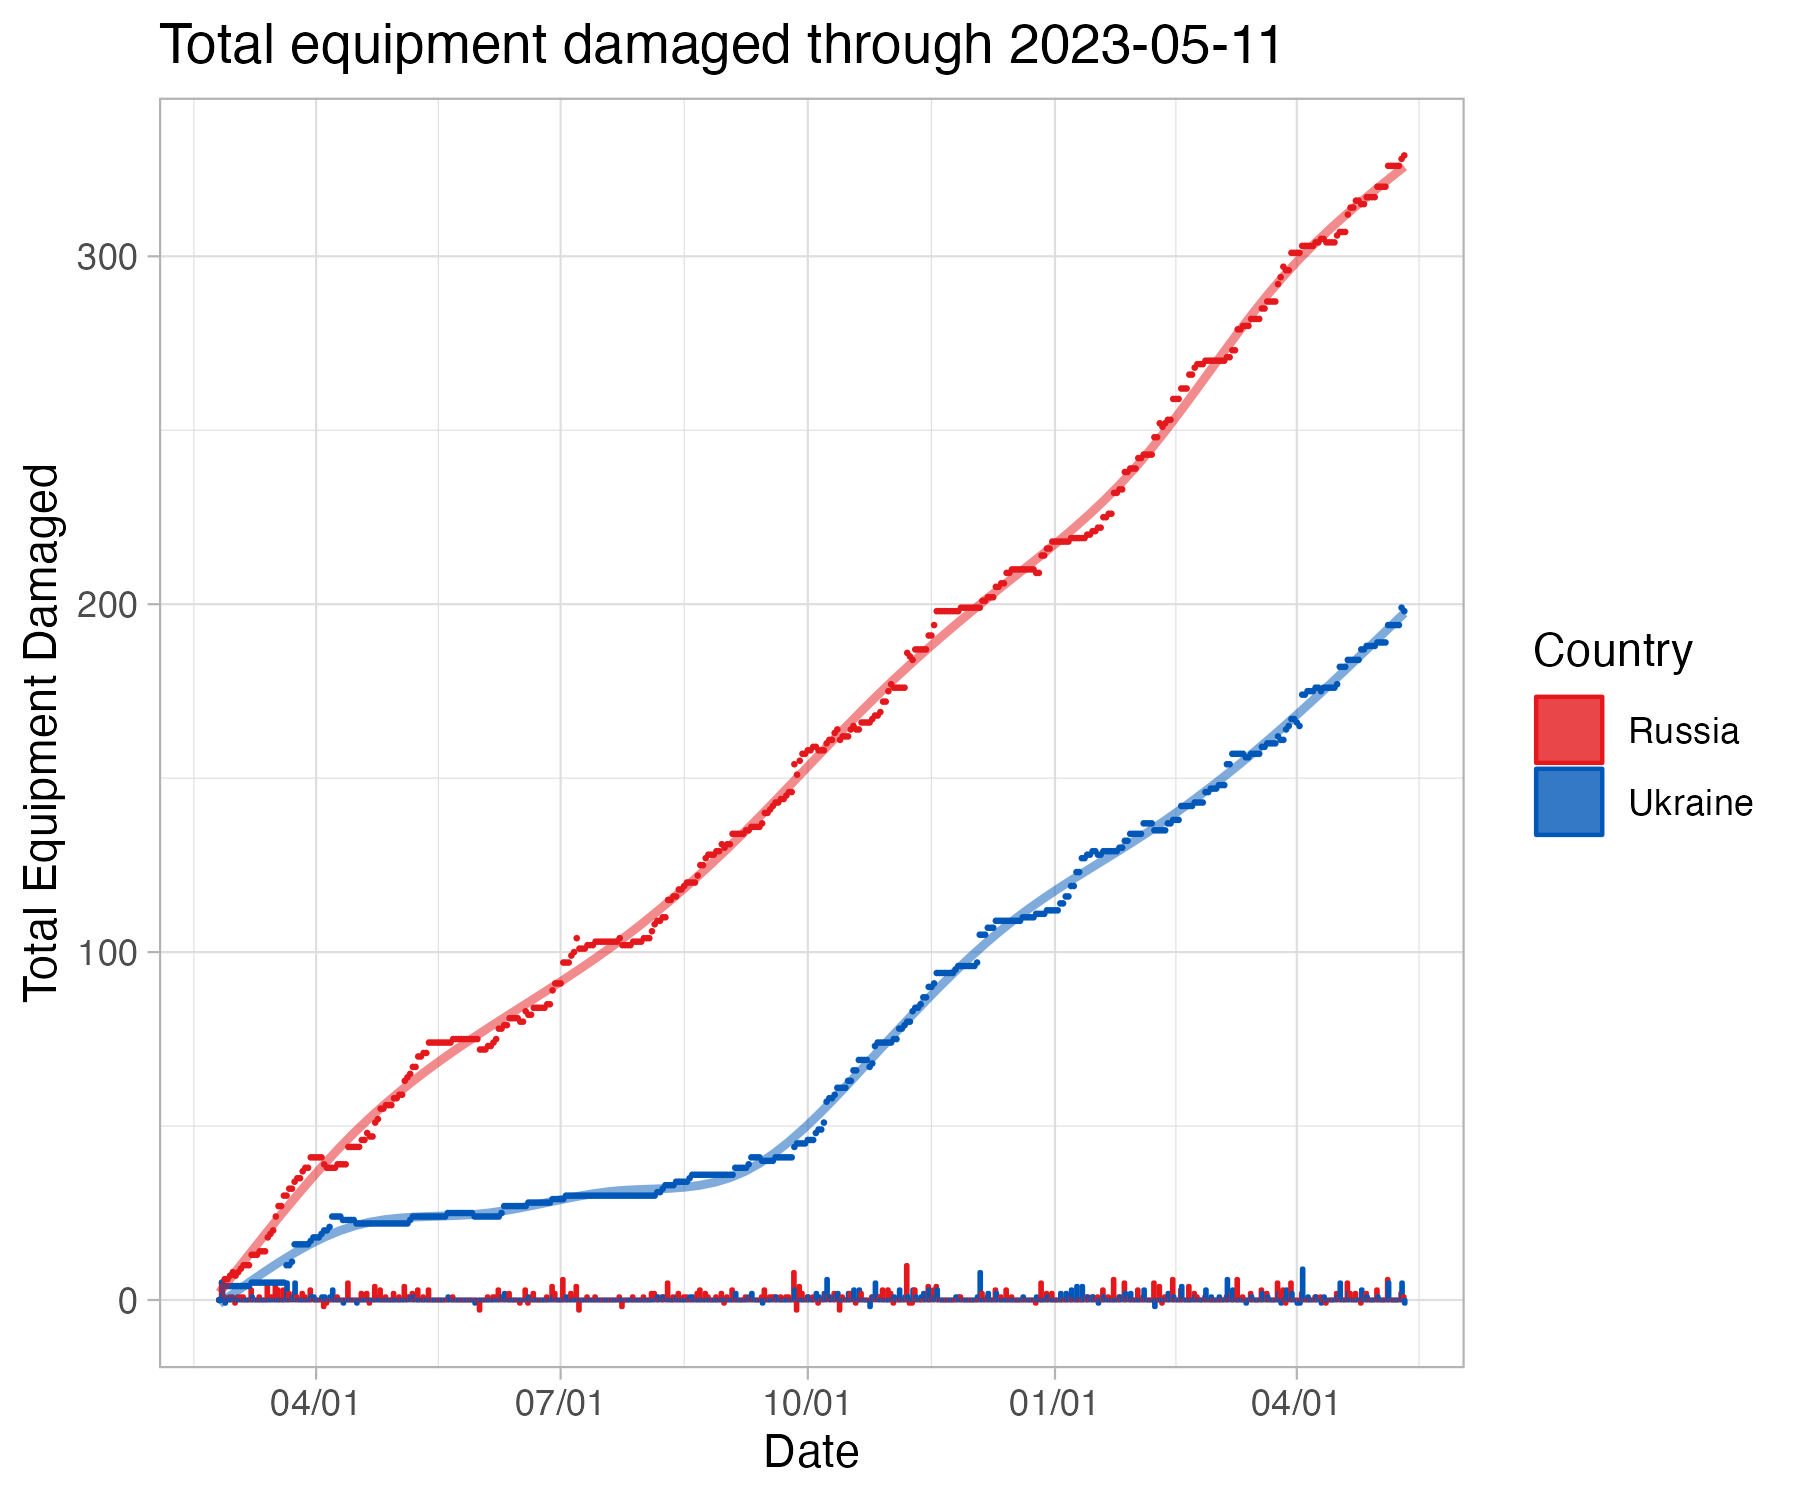 Total equipment damaged through 2023-05-11
Total Equipment Damaged
300
200
100
0
04/01
07/01
10/01
01/01
04/01
Date
Country
Russia
Ukraine